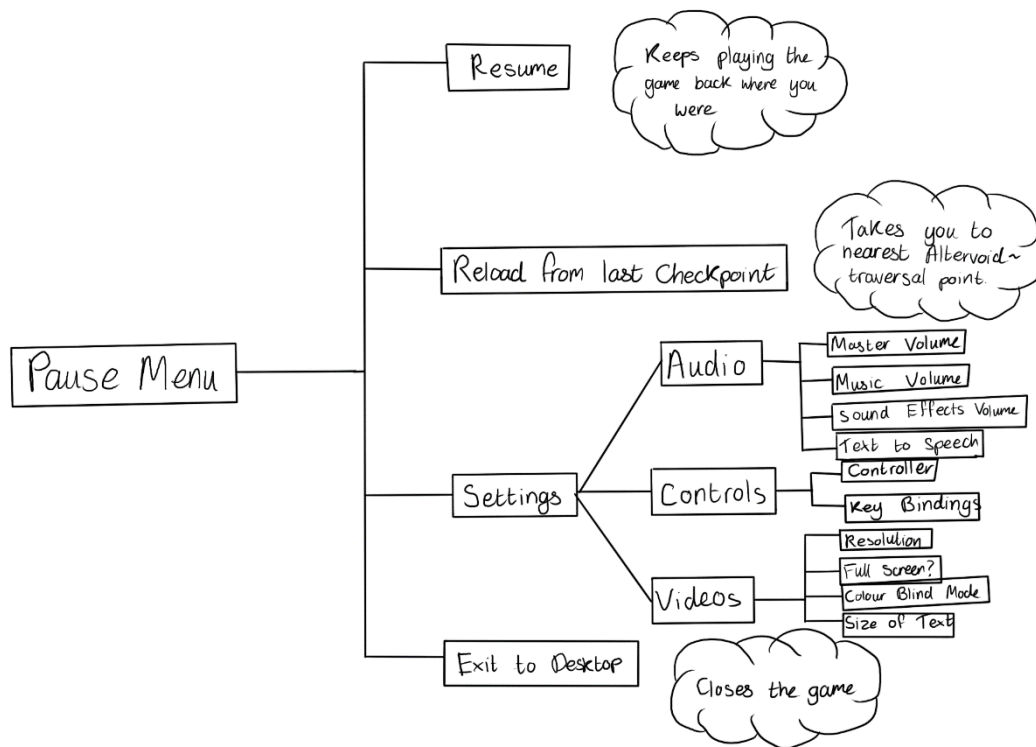 Resume
Keeps playing the
game back where you
were
Takes you to
nearest Altervoid~
traversal point.
Reload from last Checkpoint
Pause Menu
Audio
Master Volume
Music Volume
Sound Effects Volume
Text to Speech
Settings
Controls
Controller
Key Bindings
Videos
Resolution
Full Screen?
Colour Blind Mode
Size of Text
Exit to Desktop
Closes the game